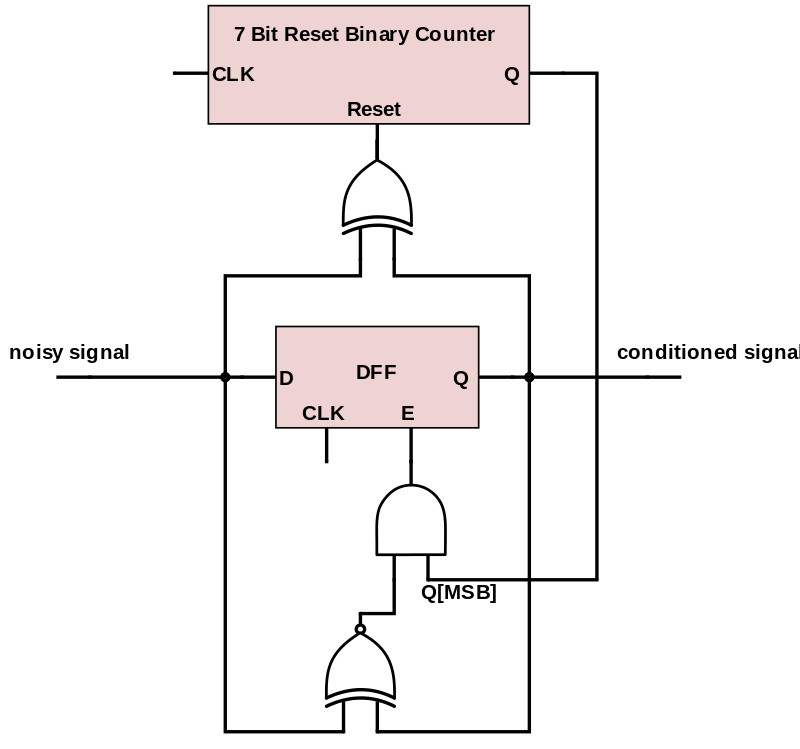 7 Bit Reset Binary Counter
CLK
Q
Reset
noisy signal
conditioned signal
D
DFF
Q
CLK
E
Q[MSB]